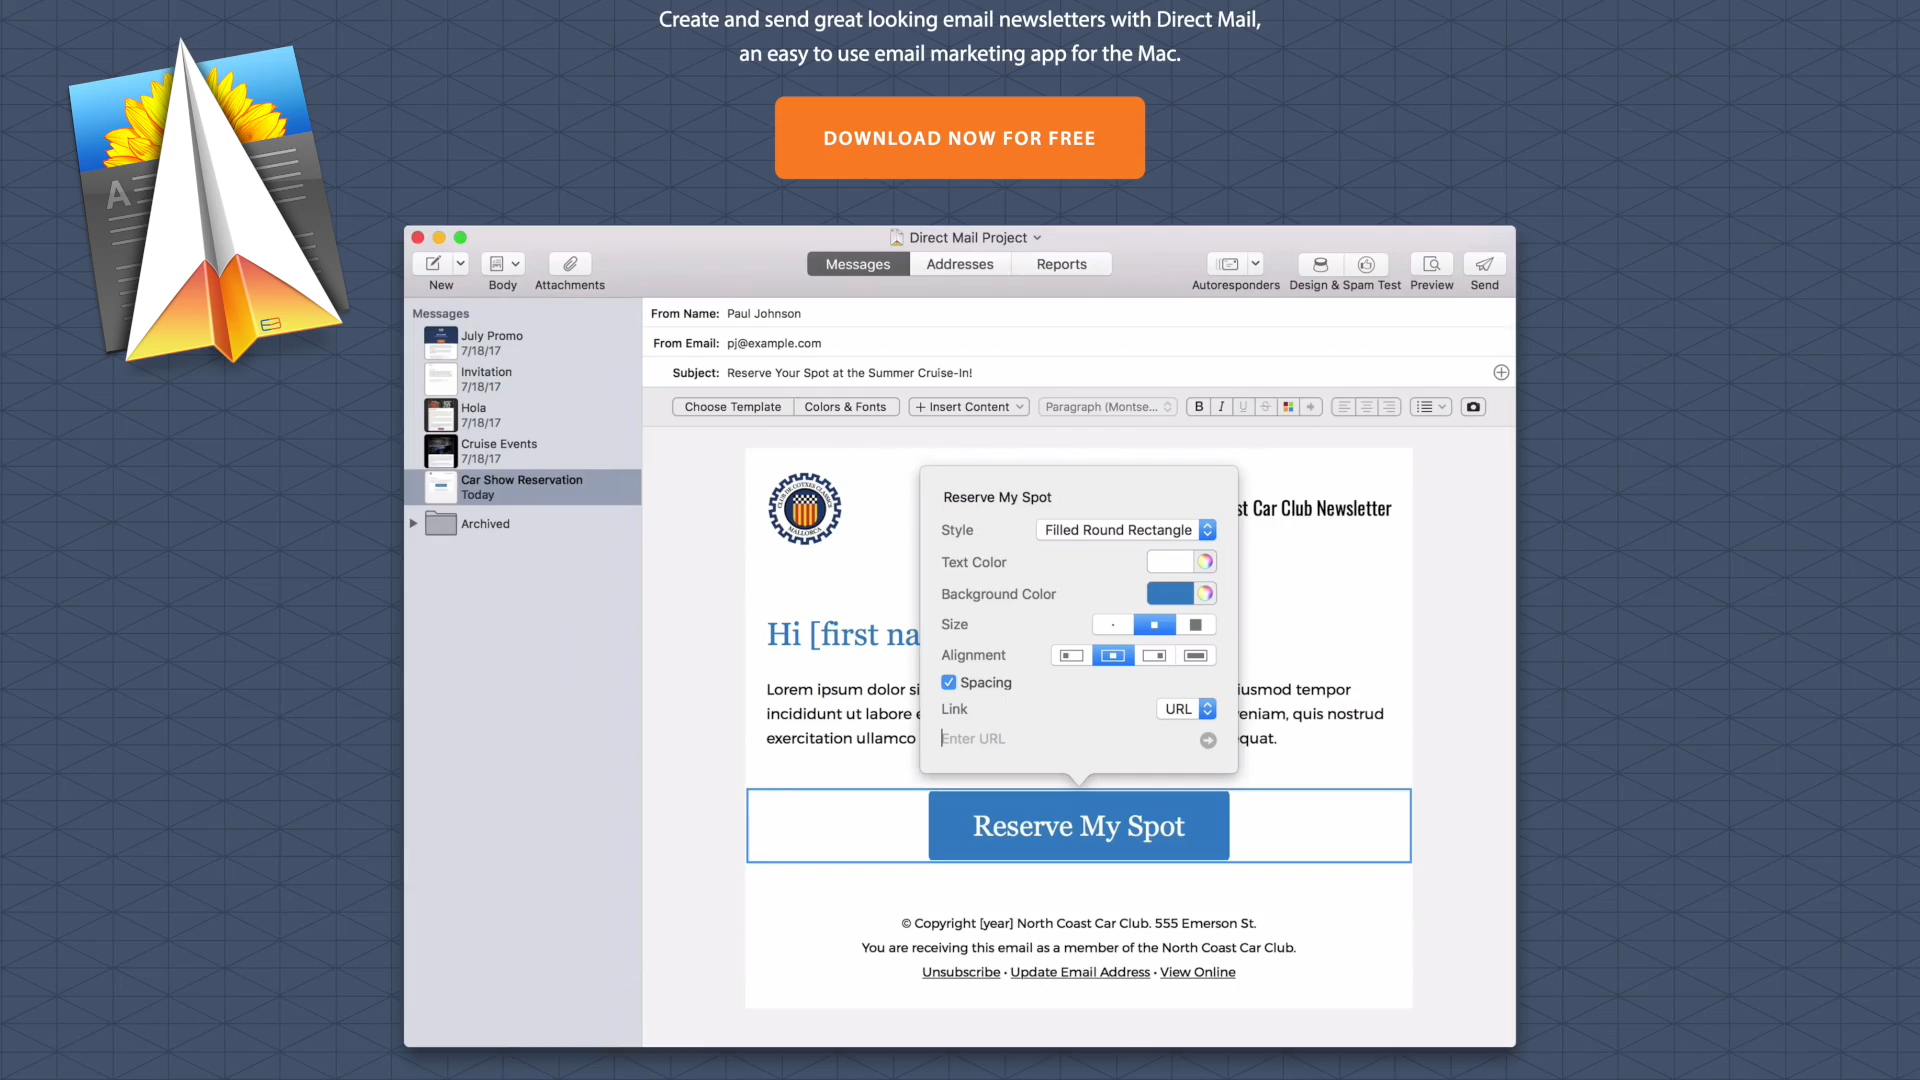 Create and send great looking email newsletters with Direct Mail,
an easy to use email marketing app for the Mac.
DOWNLOAD NOW FOR FREE
A
Direct Mail Project
Messages Addresses Reports
New Body Attachments
Autoresponders Design & Spam Test Preview Send
Messages
July Promo
7/18/17
Invitation
7/18/17
Hola
7/18/17
Cruise Events
7/18/17
Car Show Reservation
Today
Archived
From Name: Paul Johnson
From Email: pj@example.com
Subject: Reserve Your Spot at the Summer Cruise-In!
Choose Template Colors & Fonts + Insert Content Paragraph (Montse... B I U S
CLUB DE COTXES CLASSICS
MALLORCA
st Car Club Newsletter
Reserve My Spot
Style Filled Round Rectangle
Text Color
Background Color
Size
Alignment
Spacing
Link URL
Enter URL
Hi [first na
Lorem ipsum dolor si iusmod tempor
incididunt ut labore e eniam, quis nostrud
exercitation ullamco quat.
Reserve My Spot
© Copyright [year] North Coast Car Club. 555 Emerson St.
You are receiving this email as a member of the North Coast Car Club.
Unsubscribe · Update Email Address · View Online